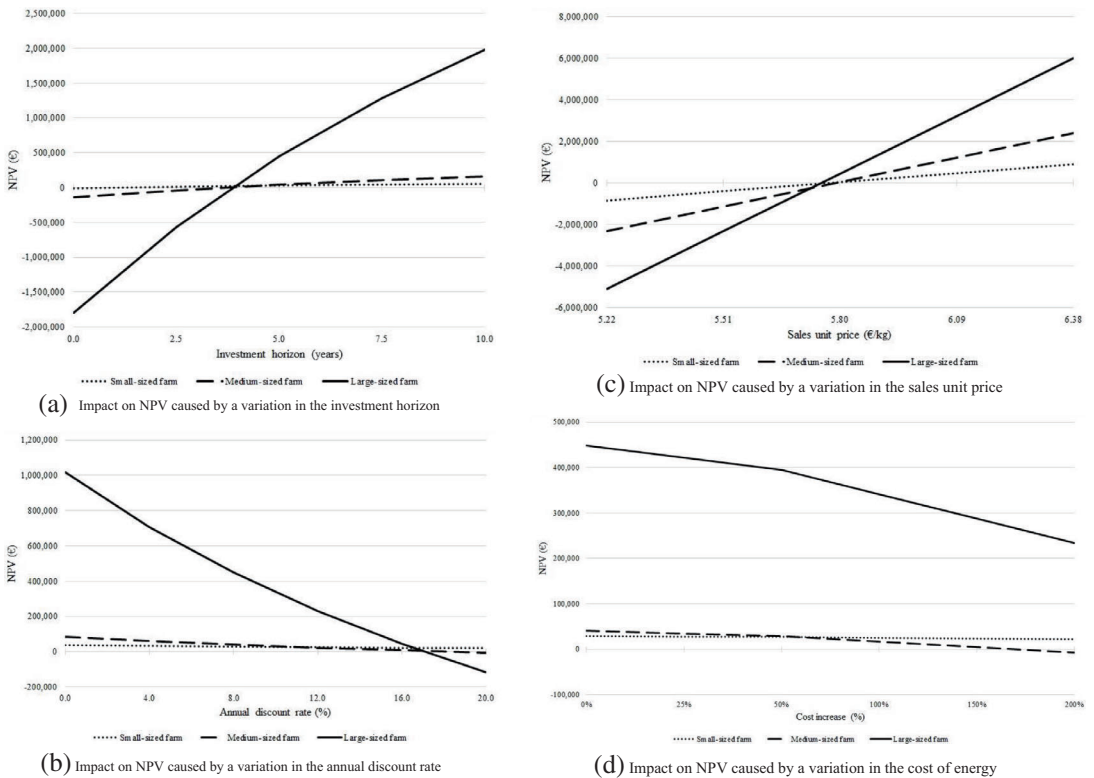 2,500,000
2,000,000
1,500,000
1,000,000
500,000
0
-500,000
-1,000,000
-1,500,000
-2,000,000
NPV (€)
0.0 2.5 5.0 7.5 10.0
Investment horizon (years)
Small-sized farm Medium-sized farm Large-sized farm
(a) Impact on NPV caused by a variation in the investment horizon
8,000,000
6,000,000
4,000,000
2,000,000
0
-2,000,000
-4,000,000
-6,000,000
NPV (€)
5.22 5.51 5.80 6.09 6.38
Sales unit price (€/kg)
Small-sized farm Medium-sized farm Large-sized farm
(c) Impact on NPV caused by a variation in the sales unit price
1,200,000
1,000,000
800,000
600,000
400,000
200,000
0
-200,000
NPV (€)
0.0 4.0 8.0 12.0 16.0 20.0
Annual discount rate (%)
Small-sized farm Medium-sized farm Large-sized farm
(b) Impact on NPV caused by a variation in the annual discount rate
500,000
400,000
300,000
200,000
100,000
0
-100,000
NPV (€)
0% 25% 50% 100% 150% 200%
Cost increase (%)
Small-sized farm Medium-sized farm Large-sized farm
(d) Impact on NPV caused by a variation in the cost of energy